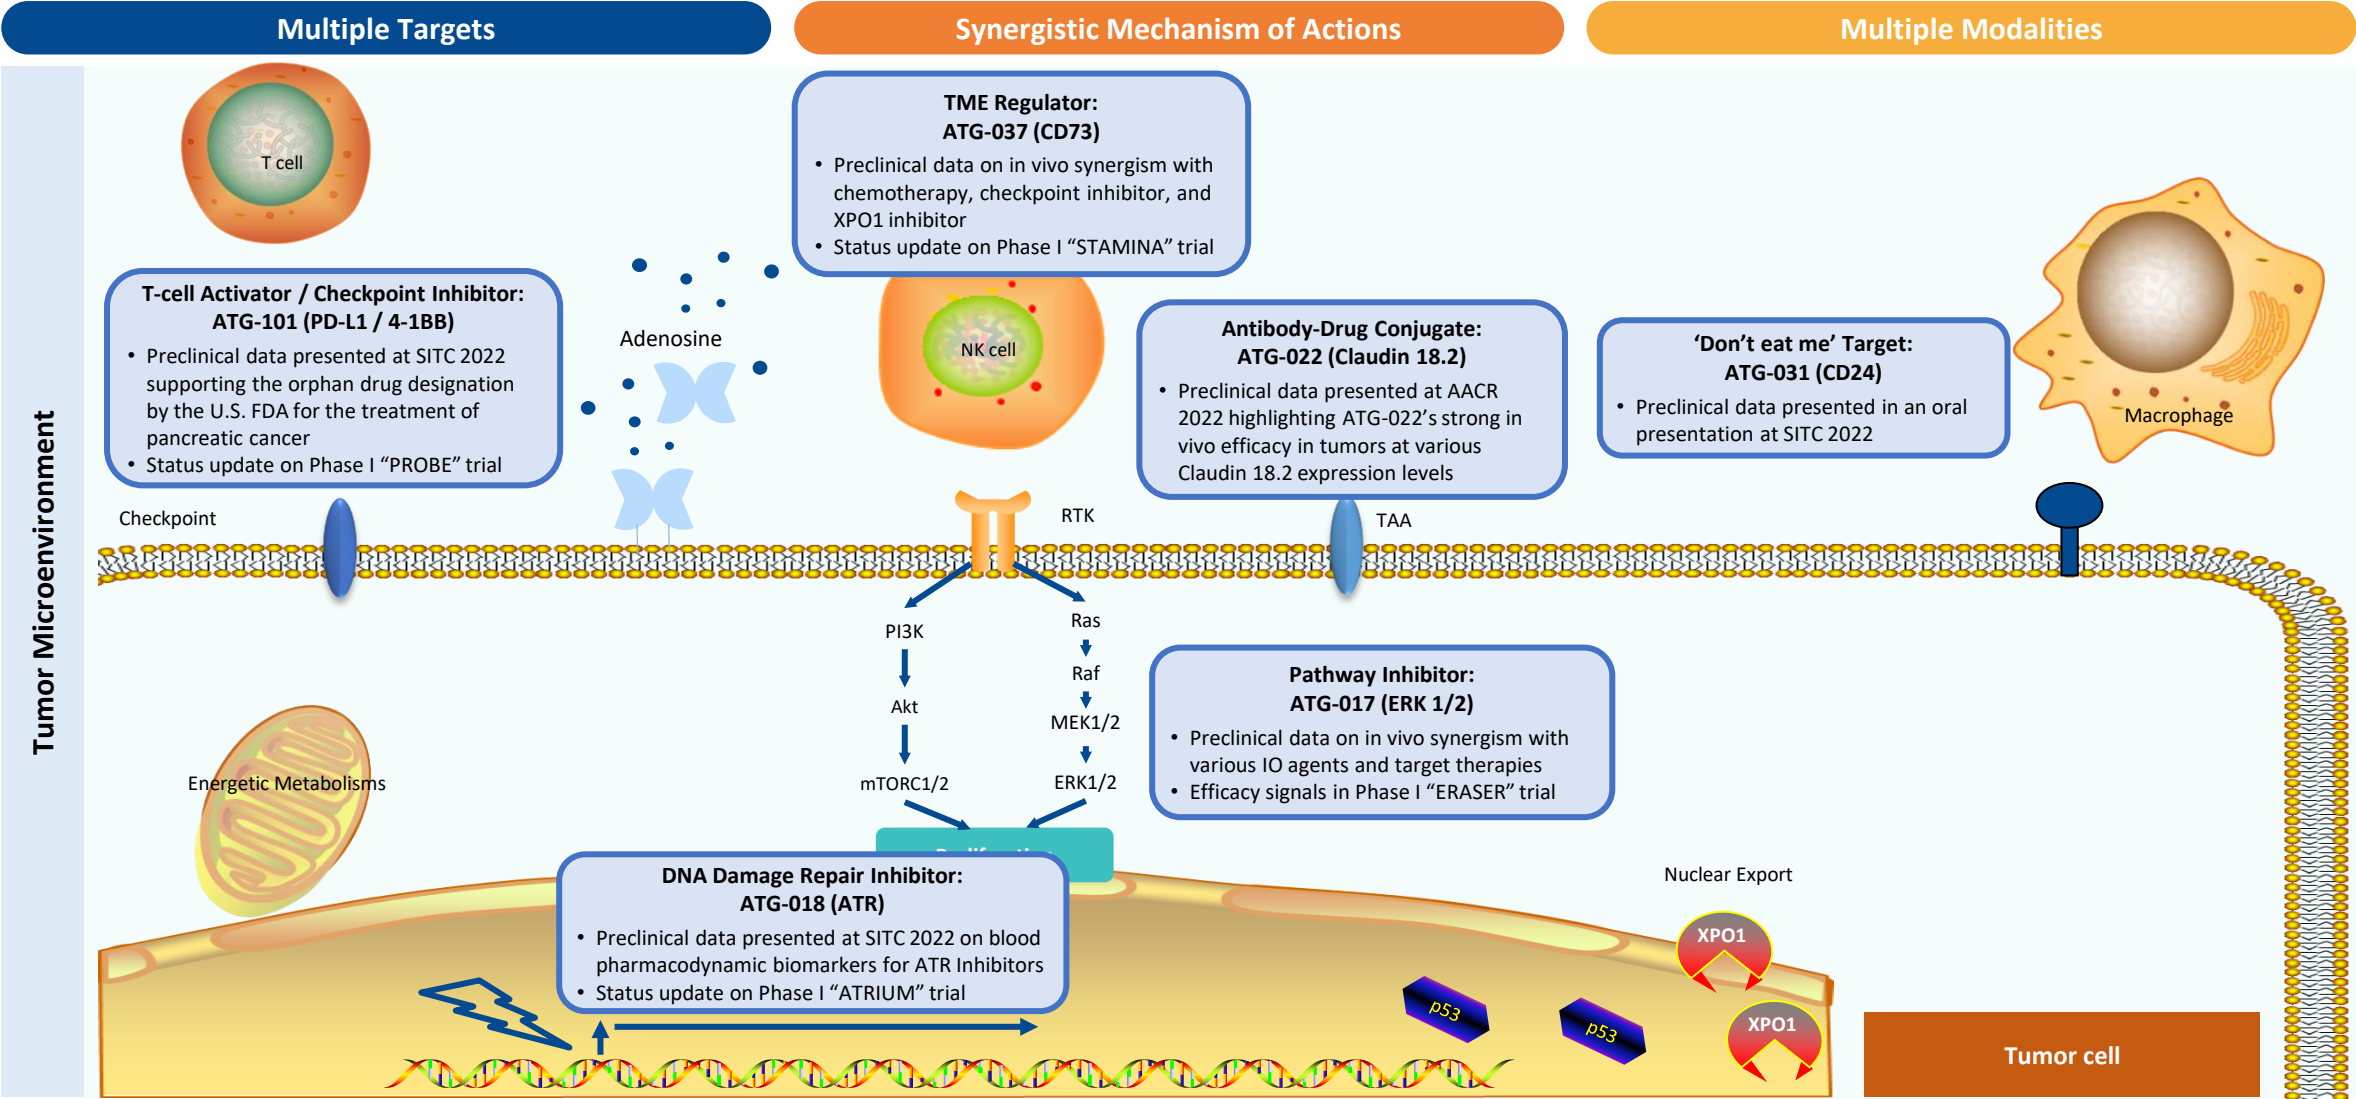 Multiple Targets
Synergistic Mechanism of Actions
Multiple Modalities
Tumor Microenvironment
T cell
TME Regulator:
ATG-037 (CD73)
• Preclinical data on in vivo synergism with
chemotherapy, checkpoint inhibitor, and
XPO1 inhibitor
• Status update on Phase I “STAMINA” trial
T-cell Activator / Checkpoint Inhibitor:
ATG-101 (PD-L1 / 4-1BB)
• Preclinical data presented at SITC 2022
supporting the orphan drug designation
by the U.S. FDA for the treatment of
pancreatic cancer
• Status update on Phase I “PROBE” trial
Adenosine
NK cell
Antibody-Drug Conjugate:
ATG-022 (Claudin 18.2)
• Preclinical data presented at AACR
2022 highlighting ATG-022’s strong in
vivo efficacy in tumors at various
Claudin 18.2 expression levels
‘Don’t eat me’ Target:
ATG-031 (CD24)
• Preclinical data presented in an oral
presentation at SITC 2022
Macrophage
Checkpoint
RTK
TAA
PI3K
Akt
mTORC1/2
Ras
Raf
MEK1/2
ERK1/2
Pathway Inhibitor:
ATG-017 (ERK 1/2)
• Preclinical data on in vivo synergism with
various IO agents and target therapies
• Efficacy signals in Phase I “ERASER” trial
Energetic Metabolisms
DNA Damage Repair Inhibitor:
ATG-018 (ATR)
• Preclinical data presented at SITC 2022 on blood
pharmacodynamic biomarkers for ATR Inhibitors
• Status update on Phase I “ATRIUM” trial
Nuclear Export
XPO1
p53
p53
XPO1
Tumor cell